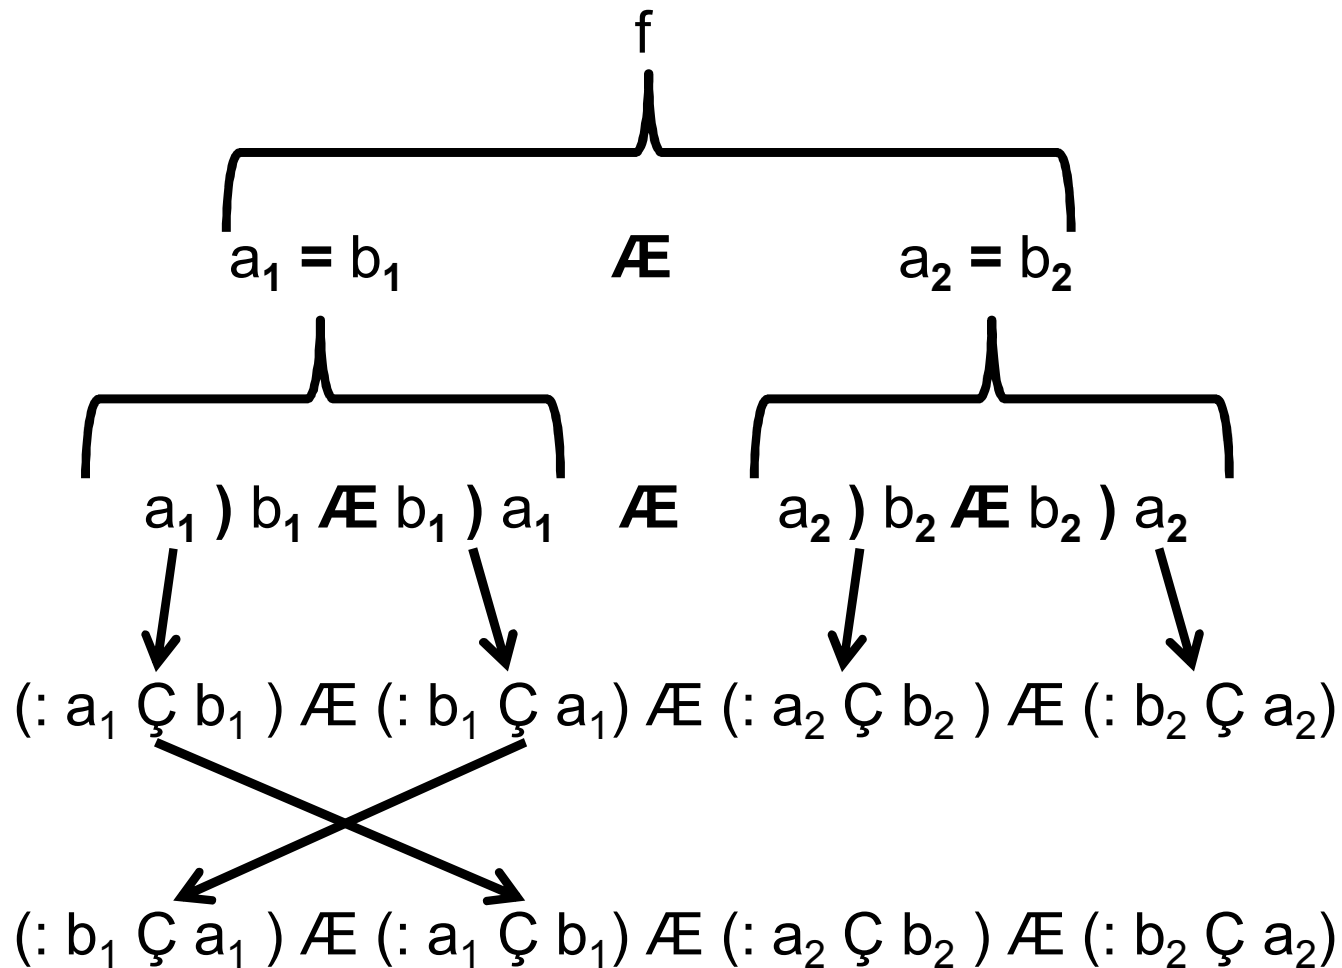 f
a₁ = b₁ Æ a₂ = b₂
a₁ ) b₁ Æ b₁ ) a₁ Æ a₂ ) b₂ Æ b₂ ) a₂
(: a₁ Ç b₁ ) Æ (: b₁ Ç a₁) Æ (: a₂ Ç b₂ ) Æ (: b₂ Ç a₂)
(: b₁ Ç a₁ ) Æ (: a₁ Ç b₁) Æ (: a₂ Ç b₂ ) Æ (: b₂ Ç a₂)